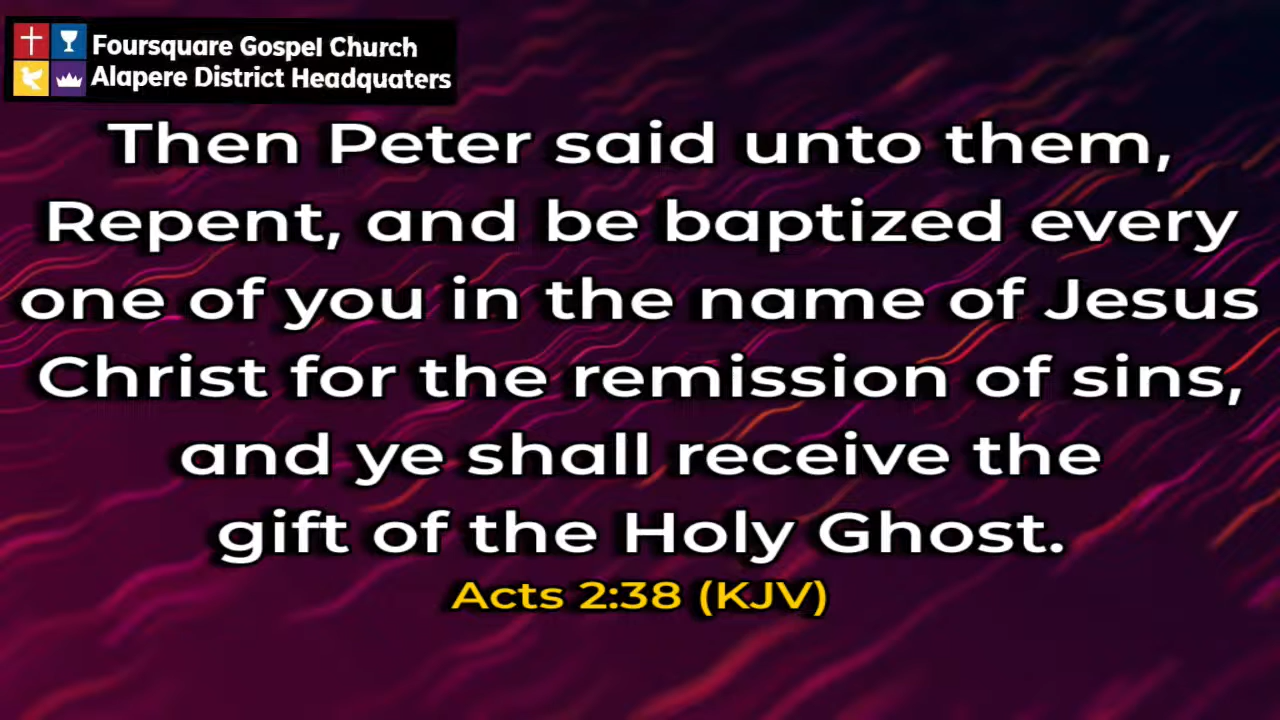 Foursquare Gospel Church
Alapere District Headquaters
Then Peter said unto them,
Repent, and be baptized every
one of you in the name of Jesus
Christ for the remission of sins,
and ye shall receive the
gift of the Holy Ghost.
Acts 2:38 (KJV)